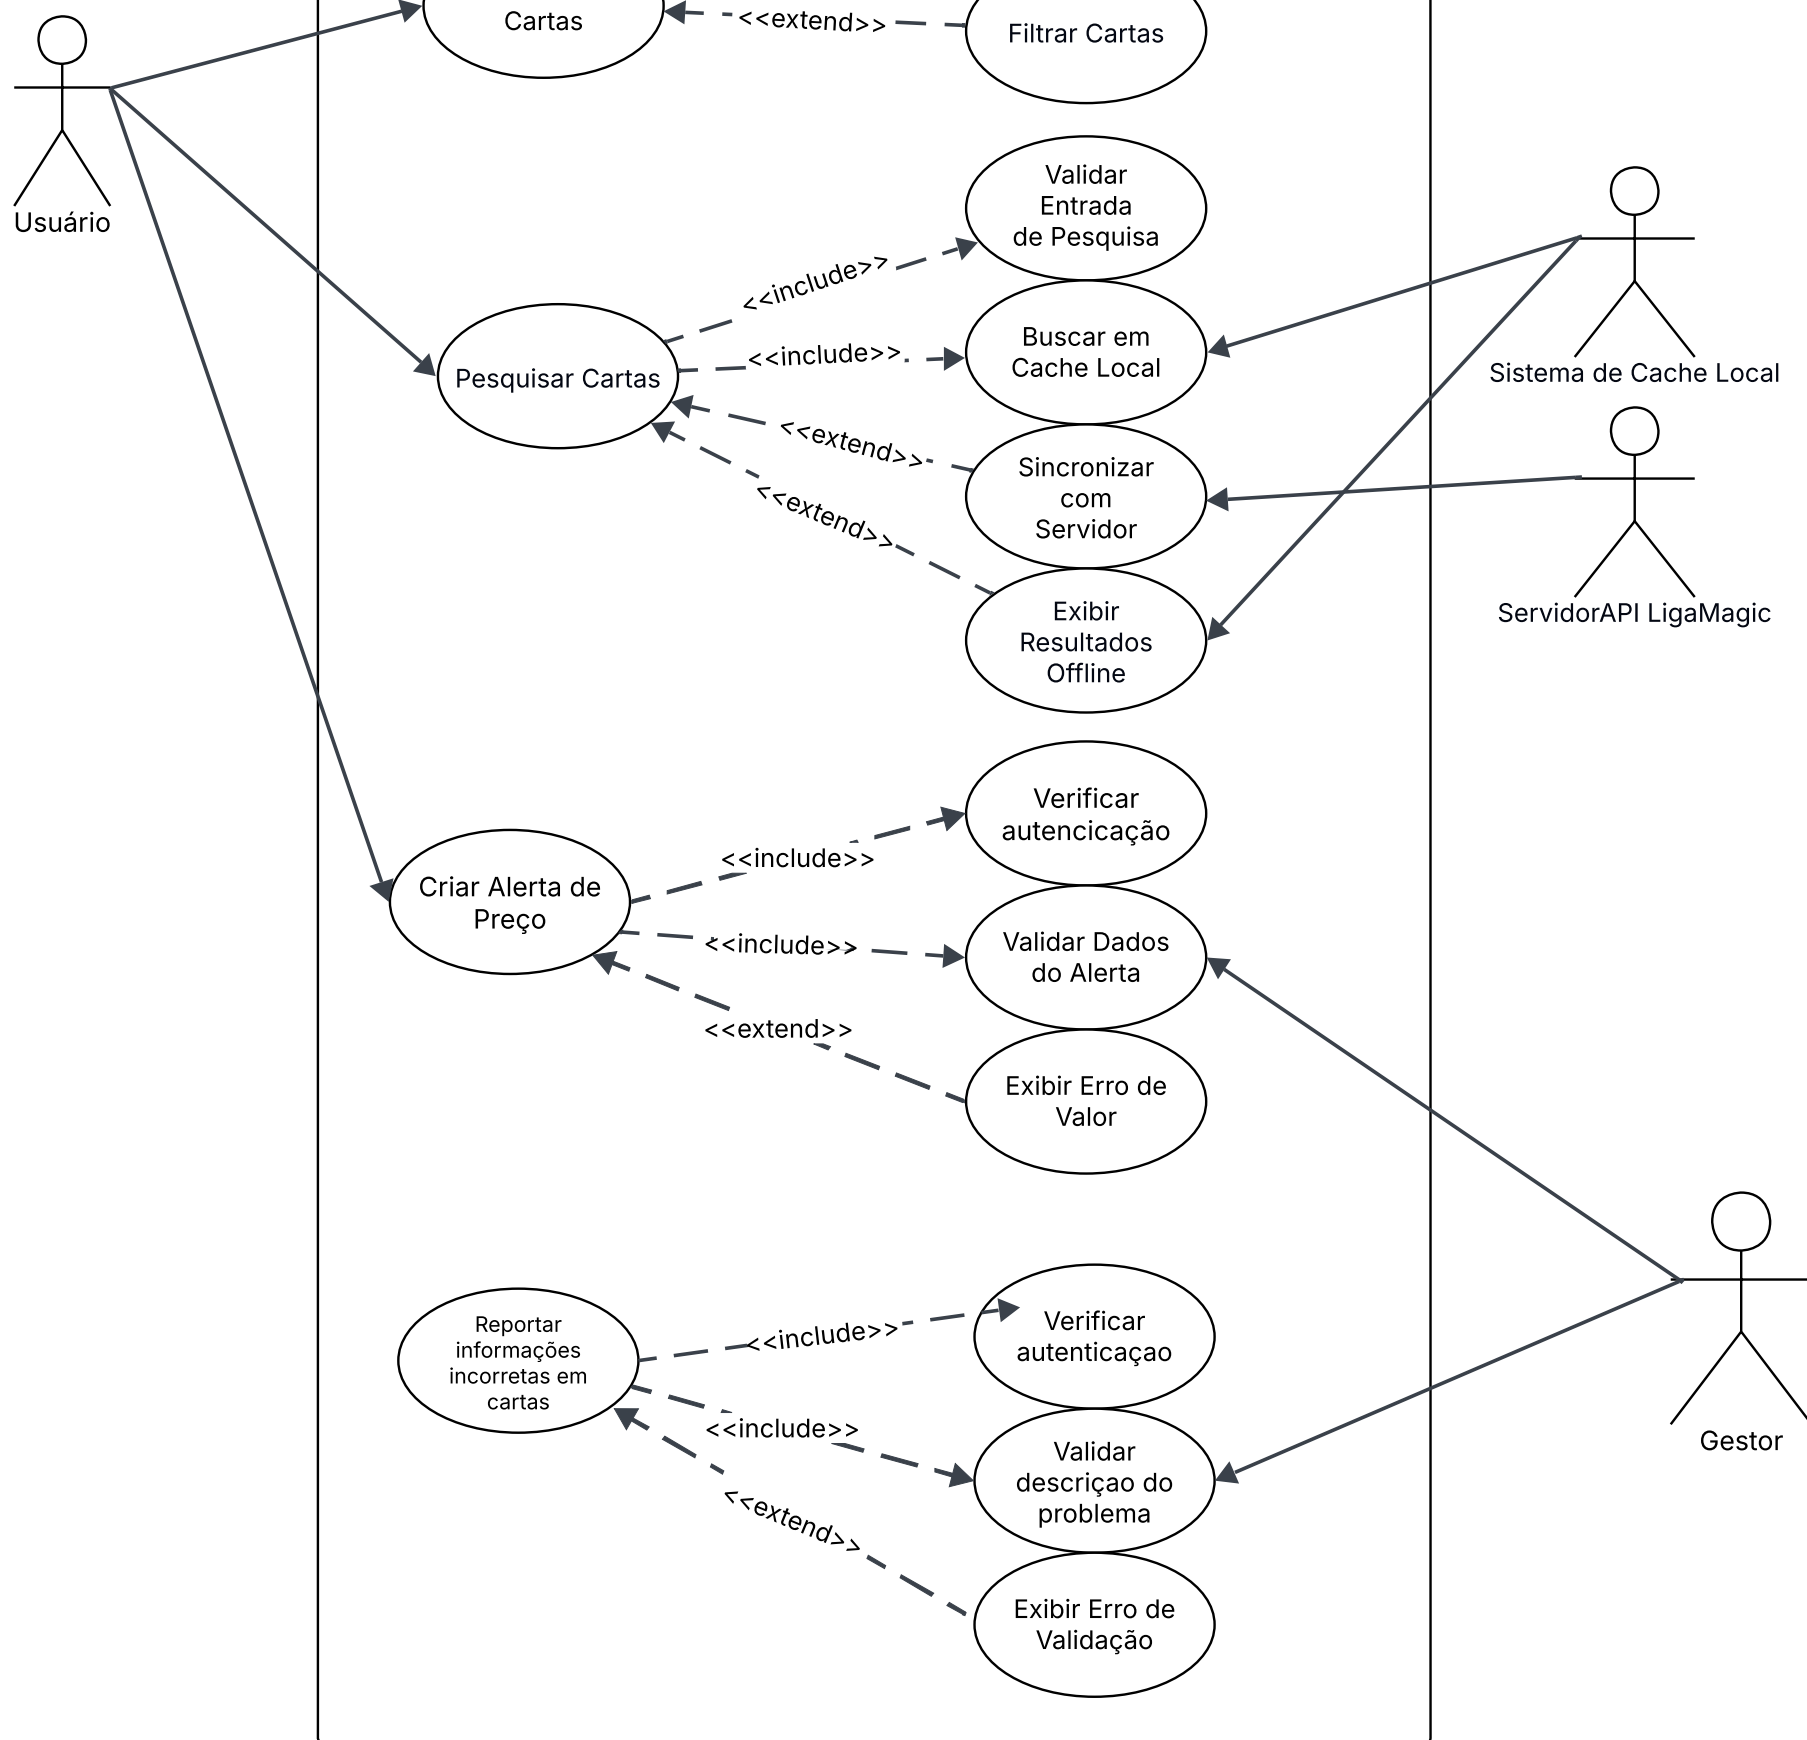 Cartas
<<extend>>
Filtrar Cartas
Usuário
Validar
Entrada
de Pesquisa
<<include>>
Buscar em
Cache Local
<<include>>
Pesquisar Cartas
Sistema de Cache Local
<<extend>>
Sincronizar
com
Servidor
<<extend>>
ServidorAPI LigaMagic
Exibir
Resultados
Offline
Verificar
autencicação
<<include>>
Criar Alerta de
Preço
<<include>>
Validar Dados
do Alerta
<<extend>>
Exibir Erro de
Valor
Reportar
informações
incorretas em
cartas
<<include>>
Verificar
autenticaçao
<<include>>
Validar
descriçao do
problema
Gestor
<<extend>>
Exibir Erro de
Validação